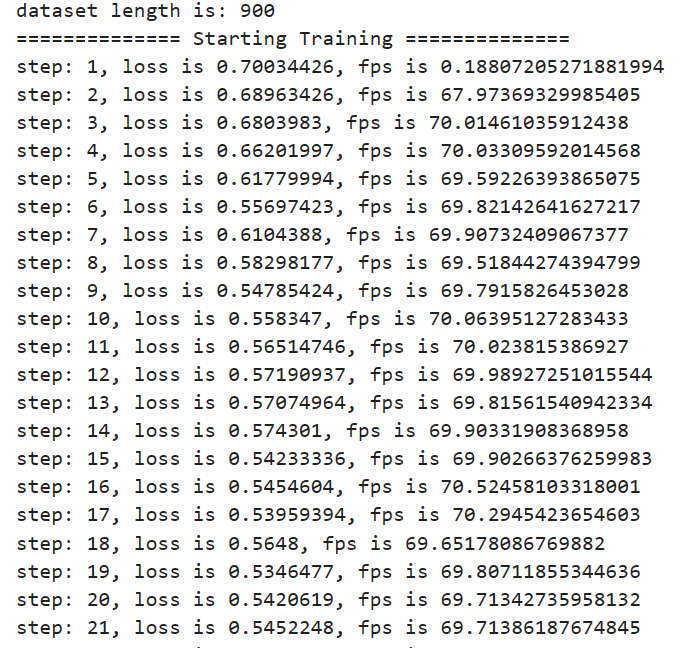 dataset length is: 900
============== Starting Training ==============
step: 1, loss is 0.70034426, fps is 0.18807205271881994
step: 2, loss is 0.68963426, fps is 67.97369329985405
step: 3, loss is 0.6803983, fps is 70.01461035912438
step: 4, loss is 0.66201997, fps is 70.03309592014568
step: 5, loss is 0.61779994, fps is 69.59226393865075
step: 6, loss is 0.55697423, fps is 69.82142641627217
step: 7, loss is 0.6104388, fps is 69.90732409067377
step: 8, loss is 0.58298177, fps is 69.51844274394799
step: 9, loss is 0.54785424, fps is 69.7915826453028
step: 10, loss is 0.558347, fps is 70.06395127283433
step: 11, loss is 0.56514746, fps is 70.023815386927
step: 12, loss is 0.57190937, fps is 69.98927251015544
step: 13, loss is 0.57074964, fps is 69.81561540942334
step: 14, loss is 0.574301, fps is 69.90331908368958
step: 15, loss is 0.54233336, fps is 69.90266376259983
step: 16, loss is 0.5454604, fps is 70.52458103318001
step: 17, loss is 0.53959394, fps is 70.2945423654603
step: 18, loss is 0.5648, fps is 69.65178086769882
step: 19, loss is 0.5346477, fps is 69.80711855344636
step: 20, loss is 0.5420619, fps is 69.71342735958132
step: 21, loss is 0.5452248, fps is 69.71386187674845